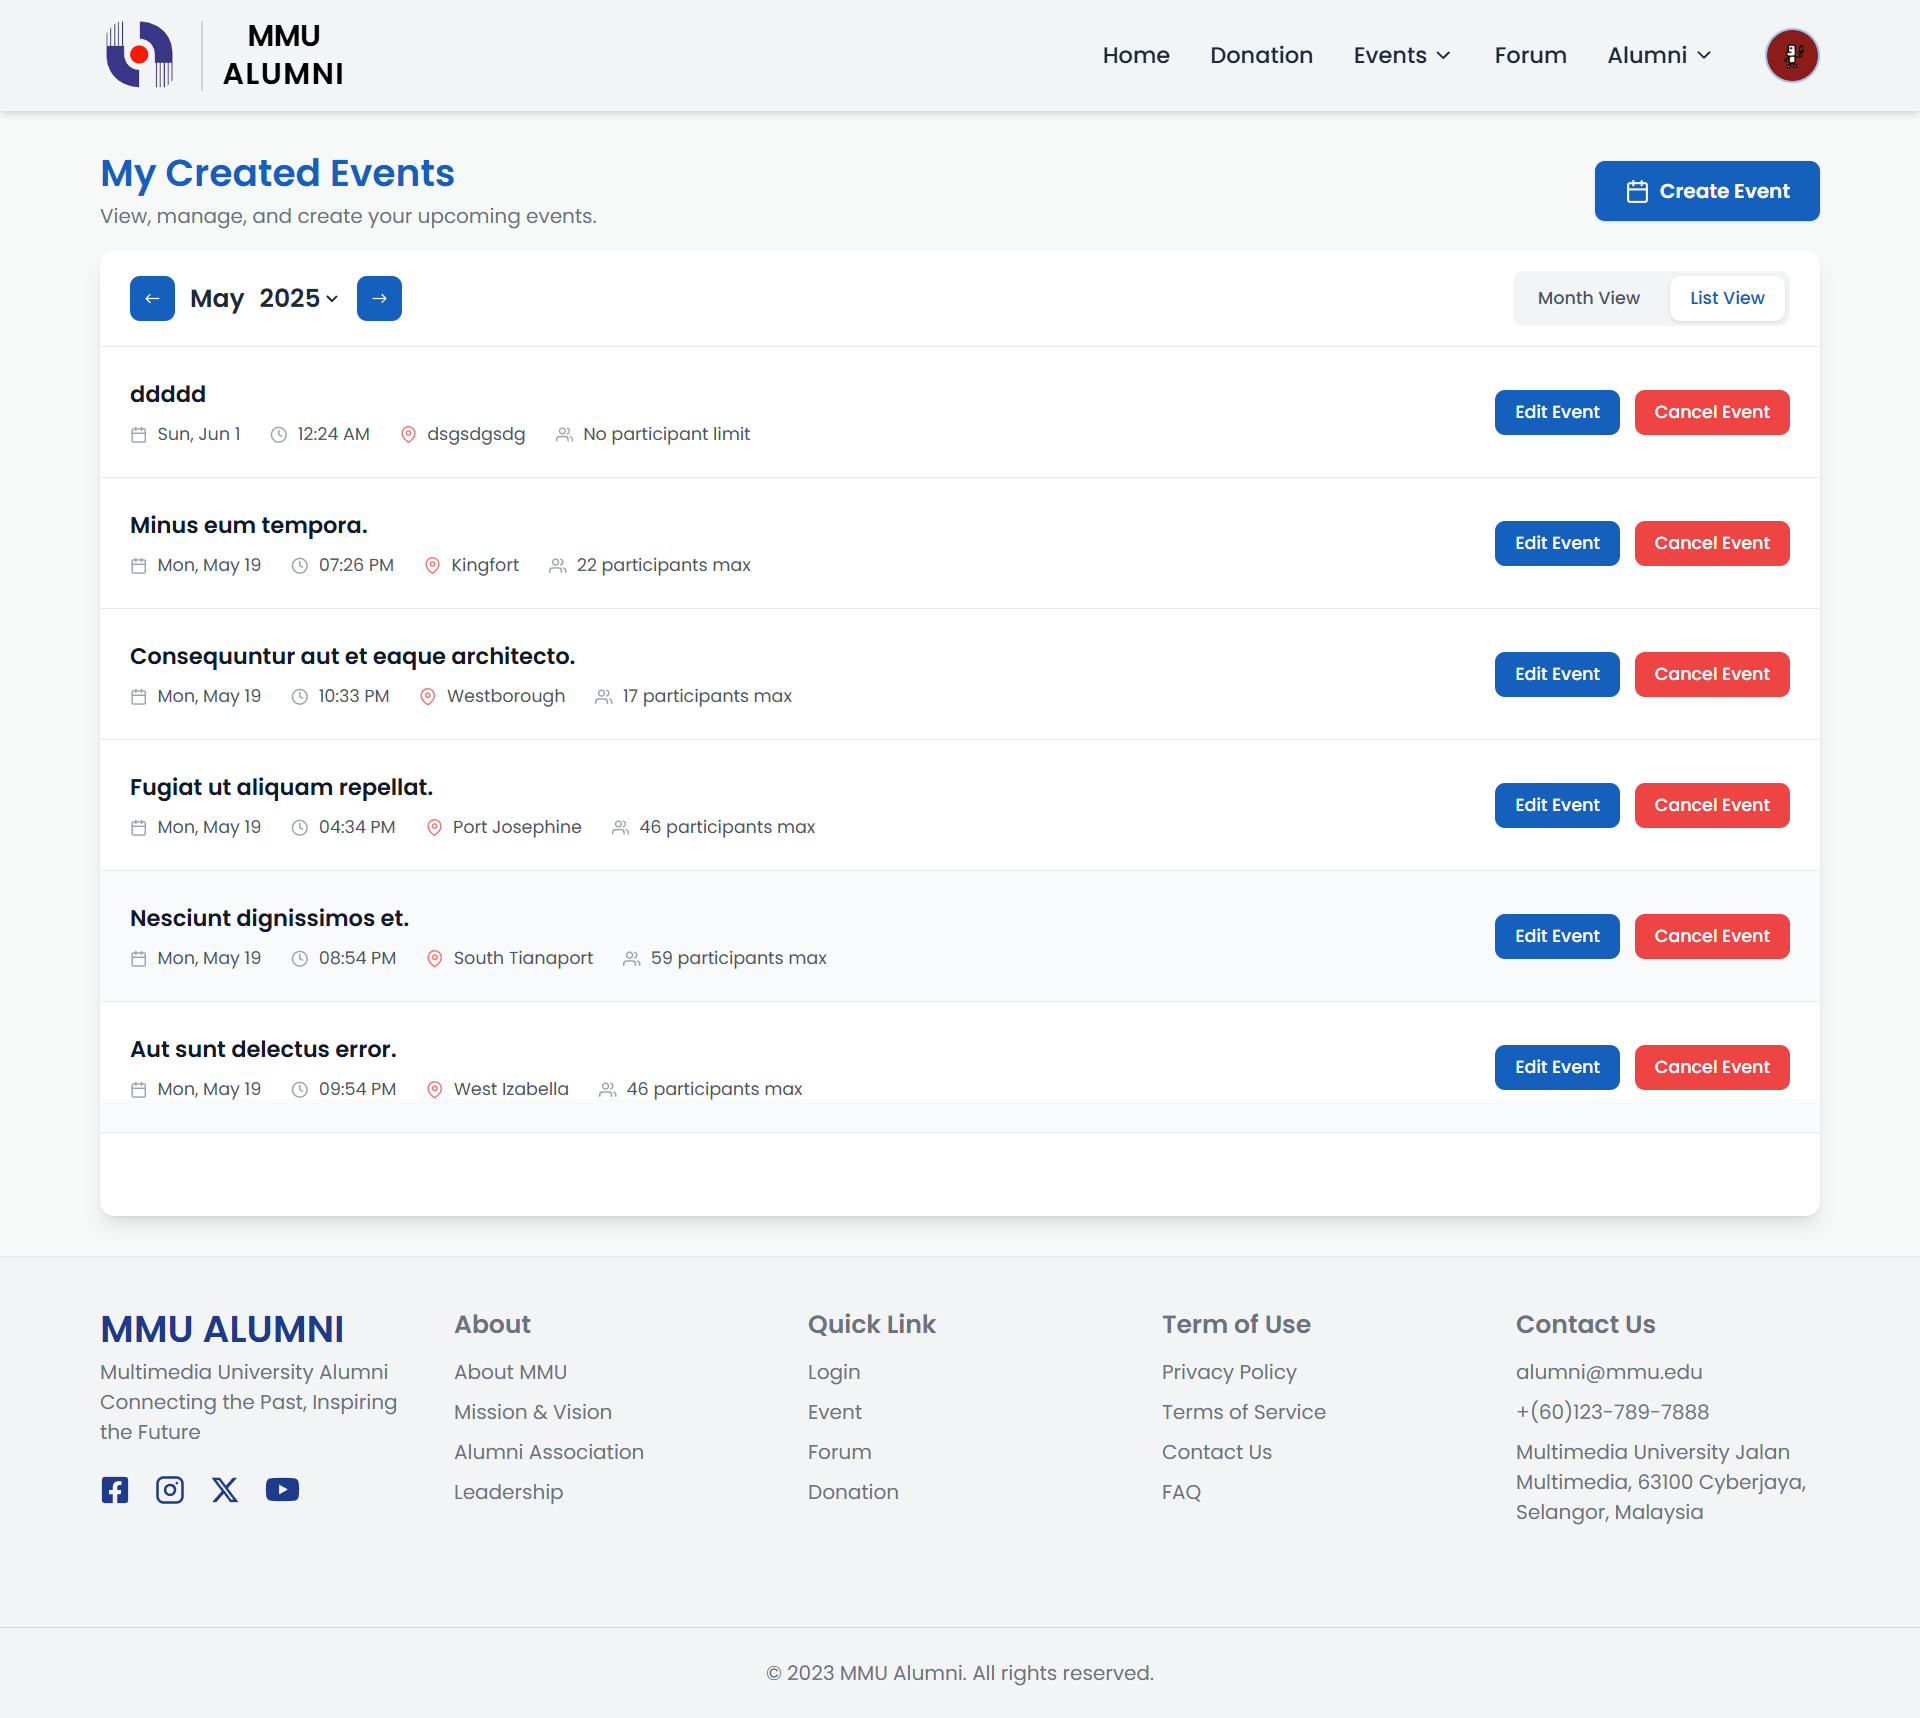 MMU
ALUMNI
Home
Donation
Events
Forum
Alumni
My Created Events
View, manage, and create your upcoming events.
Create Event
May 2025
Month View
List View
ddddd
Sun, Jun 1
12:24 AM
dsgsdgsdg
No participant limit
Edit Event
Cancel Event
Minus eum tempora.
Mon, May 19
07:26 PM
Kingfort
22 participants max
Edit Event
Cancel Event
Consequuntur aut et eaque architecto.
Mon, May 19
10:33 PM
Westborough
17 participants max
Edit Event
Cancel Event
Fugiat ut aliquam repellat.
Mon, May 19
04:34 PM
Port Josephine
46 participants max
Edit Event
Cancel Event
Nesciunt dignissimos et.
Mon, May 19
08:54 PM
South Tianaport
59 participants max
Edit Event
Cancel Event
Aut sunt delectus error.
Mon, May 19
09:54 PM
West Izabella
46 participants max
Edit Event
Cancel Event
MMU ALUMNI
Multimedia University Alumni
Connecting the Past, Inspiring
the Future
About
About MMU
Mission & Vision
Alumni Association
Leadership
Quick Link
Login
Event
Forum
Donation
Term of Use
Privacy Policy
Terms of Service
Contact Us
FAQ
Contact Us
alumni@mmu.edu
+(60)123-789-7888
Multimedia University Jalan
Multimedia, 63100 Cyberjaya,
Selangor, Malaysia
© 2023 MMU Alumni. All rights reserved.